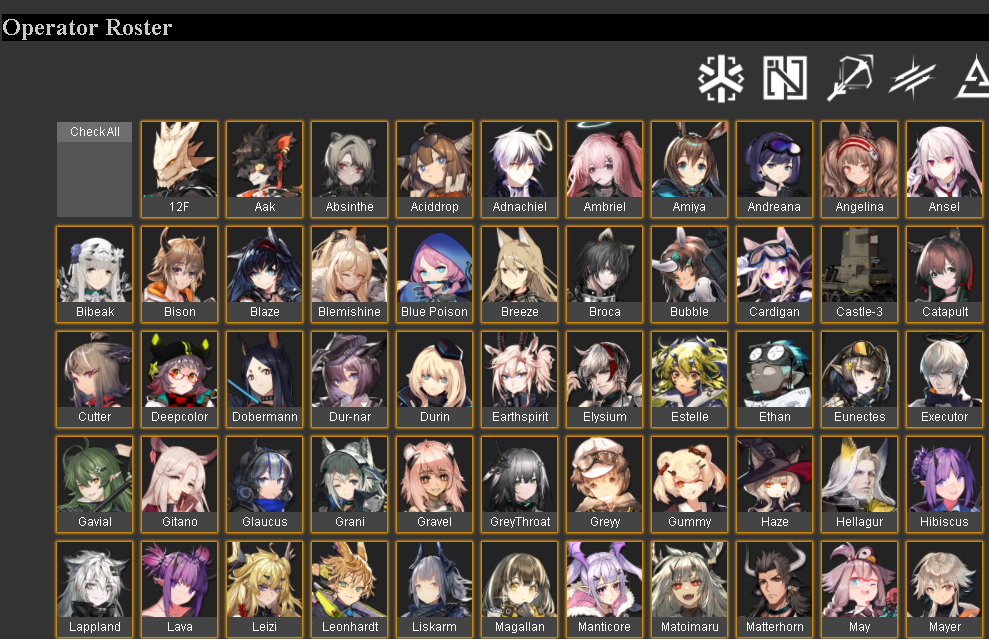 Operator Roster
CheckAll
12F Aak Absinthe Aciddrop Adnachiel Ambriel Amiya Andreana Angelina Ansel
Bibeak Bison Blaze Blemishine Blue Poison Breeze Broca Bubble Cardigan Castle-3 Catapult
Cutter Deepcolor Dobermann Dur-nar Durin Earthspirit Elysium Estelle Ethan Eunectes Executor
Gavial Gitano Glaucus Grani Gravel GreyThroat Greyy Gummy Haze Hellagur Hibiscus
Lappland Lava Leizi Leonhardt Liskarm Magallan Manticore Matoimaru Matterhorn May Mayer